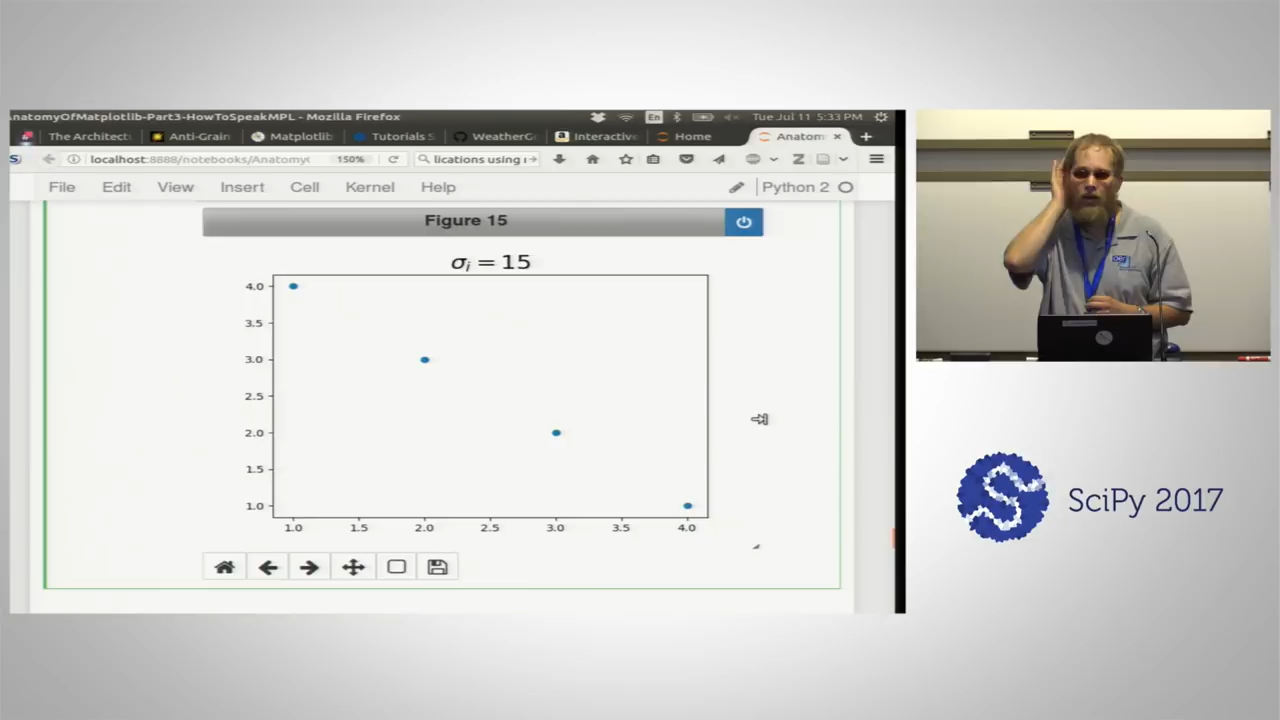 AnatomyOfMatplotlib-Part3-HowToSpeakMPL - Mozilla Firefox
En
Tue Jul 11 5:33 PM
The Architect
Anti-Grain
Matplotlib
Tutorials S
WeatherGe
Interactive
Home
Anatom
localhost:8888/notebooks/Anatomy
150%
lications using
File Edit View Insert Cell Kernel Help
Python 2
Figure 15
σᵢ = 15
4.0
3.5
3.0
2.5
2.0
1.5
1.0
1.0 1.5 2.0 2.5 3.0 3.5 4.0
SciPy 2017